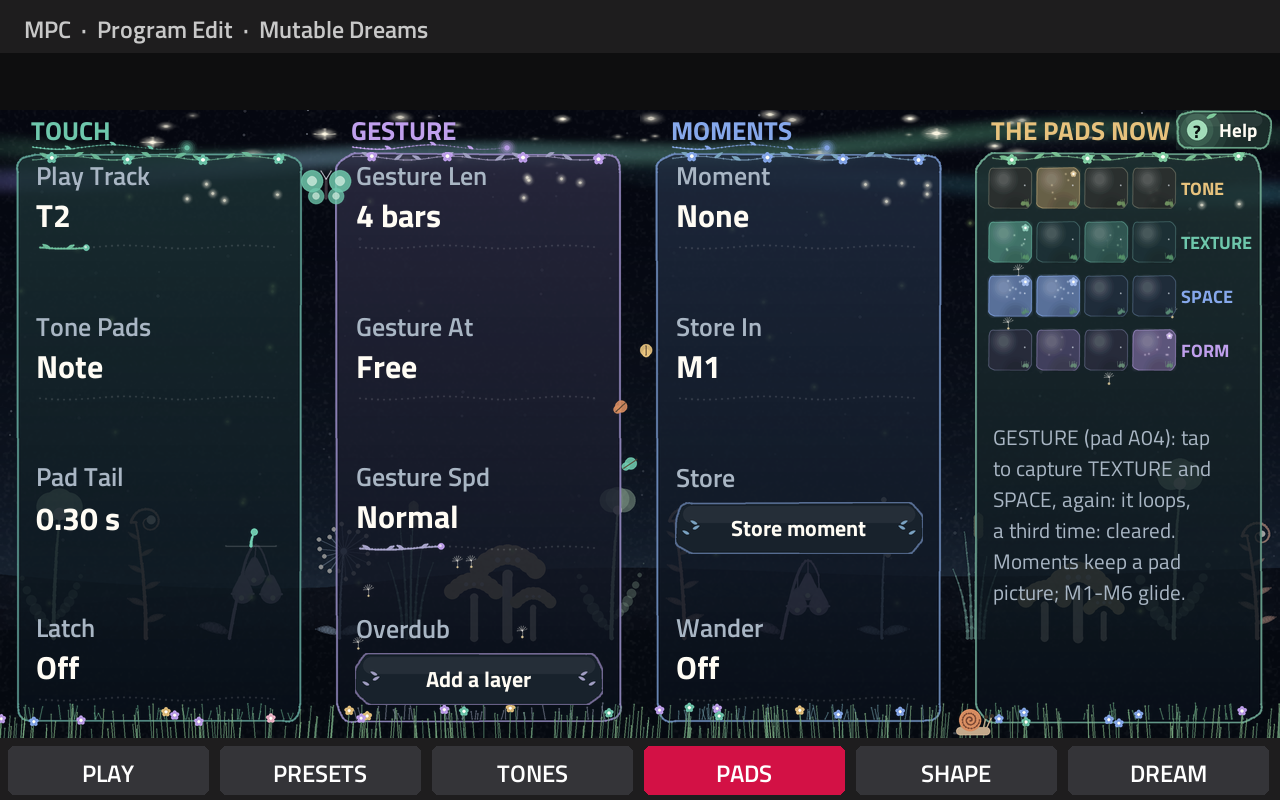 MPC · Program Edit · Mutable Dreams
TOUCH
Play Track
T2
Tone Pads
Note
Pad Tail
0.30 s
Latch
Off
GESTURE
Gesture Len
4 bars
Gesture At
Free
Gesture Spd
Normal
Overdub
Add a layer
MOMENTS
Moment
None
Store In
M1
Store
Store moment
Wander
Off
THE PADS NOW
? Help
TONE
TEXTURE
SPACE
FORM
GESTURE (pad A04): tap
to capture TEXTURE and
SPACE, again: it loops,
a third time: cleared.
Moments keep a pad
picture; M1-M6 glide.
PLAY
PRESETS
TONES
PADS
SHAPE
DREAM